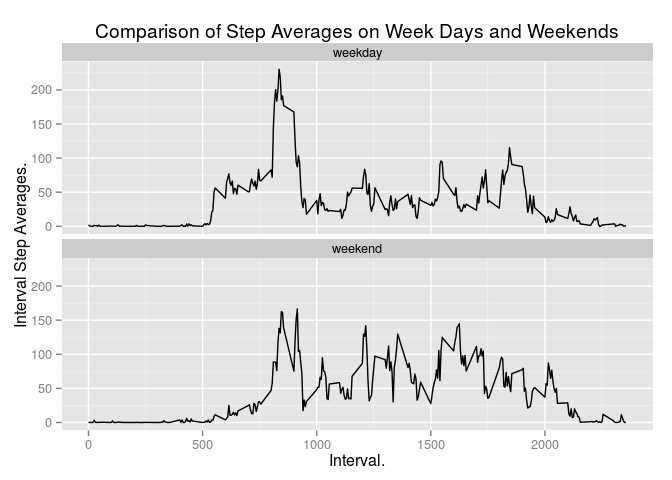 Comparison of Step Averages on Week Days and Weekends
weekday
200
150
100
50
0
weekend
200
150
100
50
0
Interval Step Averages.
0 500 1000 1500 2000
Interval.